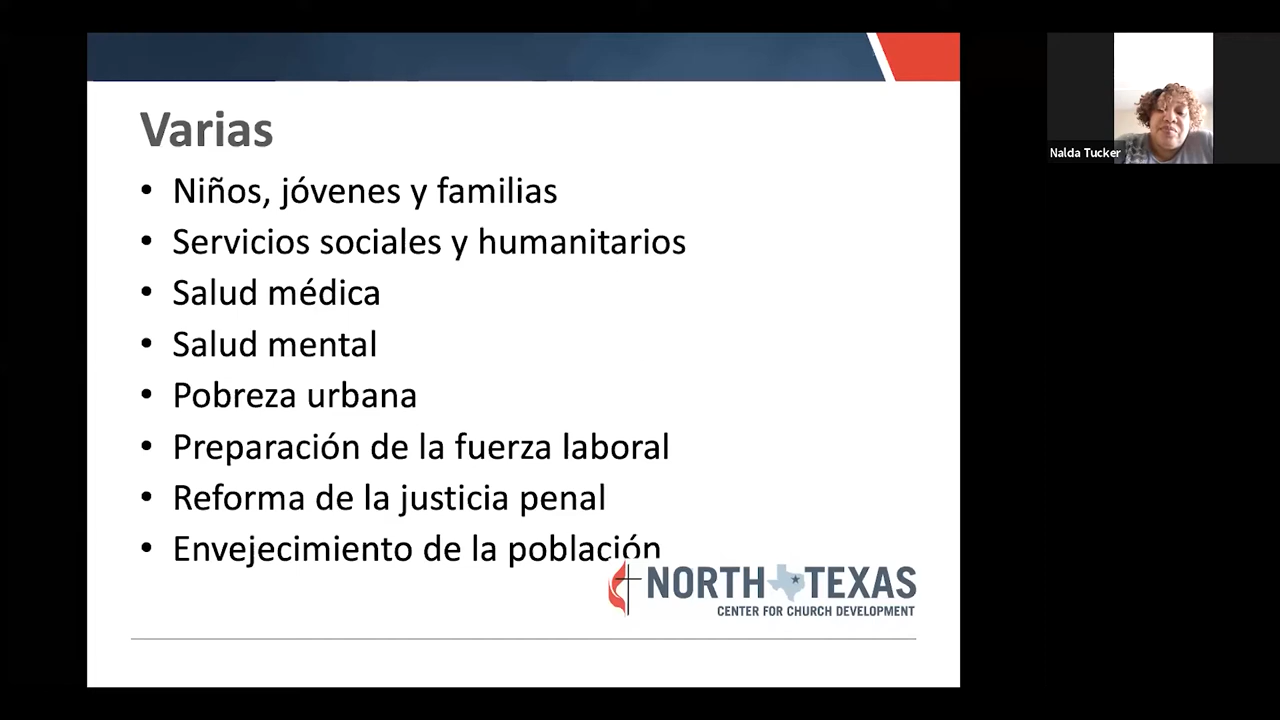 Varias
• Niños, jóvenes y familias
• Servicios sociales y humanitarios
• Salud médica
• Salud mental
• Pobreza urbana
• Preparación de la fuerza laboral
• Reforma de la justicia penal
• Envejecimiento de la población
NORTH TEXAS
CENTER FOR CHURCH DEVELOPMENT
Nalda Tucker